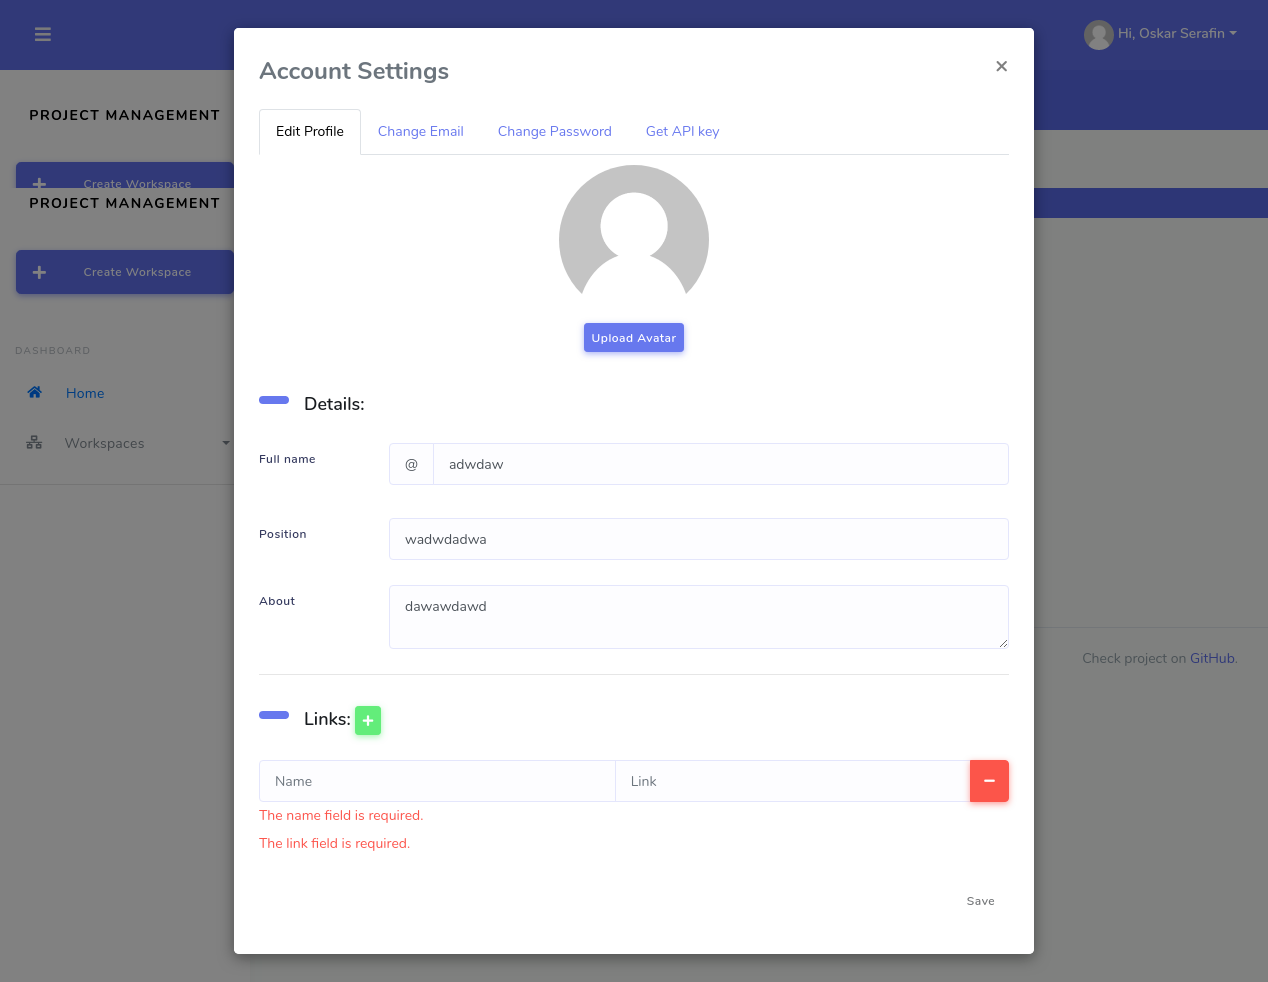 Hi, Oskar Serafin
Account Settings
×
PROJECT MANAGEMENT
Edit Profile
Change Email
Change Password
Get API key
Create Workspace
PROJECT MANAGEMENT
Create Workspace
Upload Avatar
DASHBOARD
Home
Details:
Workspaces
Full name
@
adwdaw
Position
wadwdadwa
About
dawawdawd
Check project on GitHub.
Links:
+
Name
Link
The name field is required.
The link field is required.
Save